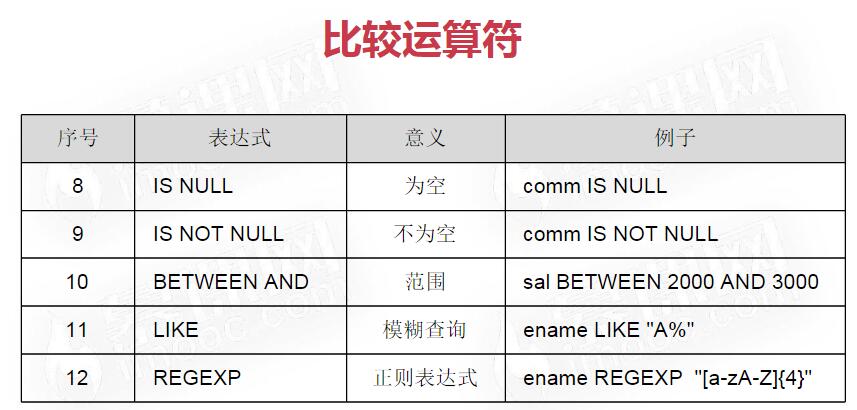 比较运算符
序号 表达式 意义 例子
8 IS NULL 为空 comm IS NULL
9 IS NOT NULL 不为空 comm IS NOT NULL
10 BETWEEN AND 范围 sal BETWEEN 2000 AND 3000
11 LIKE 模糊查询 ename LIKE "A%"
12 REGEXP 正则表达式 ename REGEXP "[a-zA-Z]{4}"